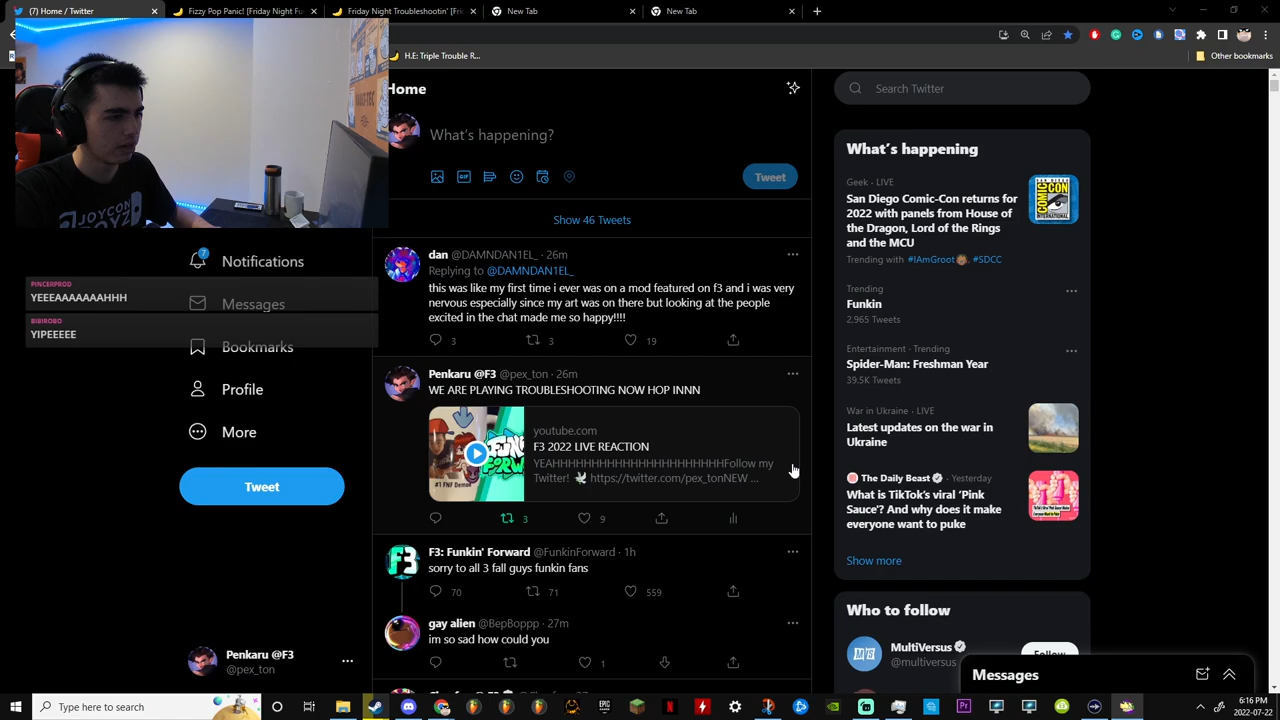 (7) Home / Twitter
Fizzy Pop Panic! [Friday Night Fu
Friday Night Troubleshootin' [Frida
New Tab
New Tab
H.E: Triple Trouble R...
Other bookmarks
JOYCON
BOYZ
Home
What's happening?
GIF
Tweet
Show 46 Tweets
Notifications
Messages
Bookmarks
Profile
More
Tweet
PINCERPROD
YEEEAAAAAAAHHH
BIBIROBO
YIPEEEEE
dan @DAMNDAN1EL_ · 26m
Replying to @DAMNDAN1EL_
this was like my first time i ever was on a mod featured on f3 and i was very
nervous especially since my art was on there but looking at the people
excited in the chat made me so happy!!!!
3 3 19
Penkaru @F3 @pex_ton · 26m
WE ARE PLAYING TROUBLESHOOTING NOW HOP INNN
#1 FNF Demos
youtube.com
F3 2022 LIVE REACTION
YEAHHHHHHHHHHHHHHHHHHHHHHHFollow my
Twitter! 🕊 https://twitter.com/pex_tonNEW ...
3 9
F3
F3: Funkin' Forward @FunkinForward · 1h
sorry to all 3 fall guys funkin fans
70 71 559
gay alien @BepBoppp · 27m
im so sad how could you
1
Penkaru @F3
@pex_ton
Search Twitter
What's happening
Geek · LIVE
San Diego Comic-Con returns for
2022 with panels from House of
the Dragon, Lord of the Rings
and the MCU
Trending with #IAmGroot, #SDCC
Trending
Funkin
2,965 Tweets
Entertainment · Trending
Spider-Man: Freshman Year
39.5K Tweets
War in Ukraine · LIVE
Latest updates on the war in
Ukraine
The Daily Beast · Yesterday
What is TikTok's viral 'Pink
Sauce'? And why does it make
everyone want to puke
Show more
Who to follow
MultiVersus
@multiversus
Follow
Messages
Type here to search
6:16 PM
2022-07-22